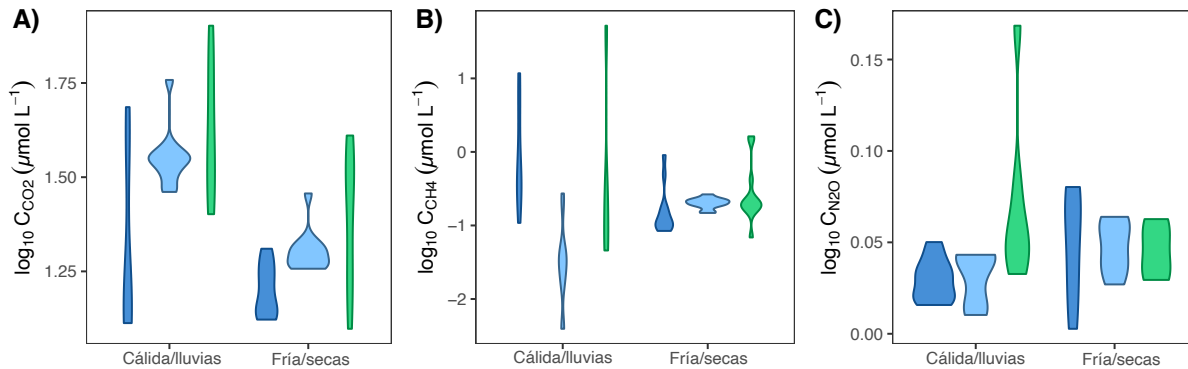 A)
log10 CCO2 (µmol L−1)
1.75
1.50
1.25
Cálida/lluvias Fría/secas
B)
log10 CCH4 (µmol L−1)
1
0
−1
−2
Cálida/lluvias Fría/secas
C)
log10 CN2O (µmol L−1)
0.15
0.10
0.05
0.00
Cálida/lluvias Fría/secas